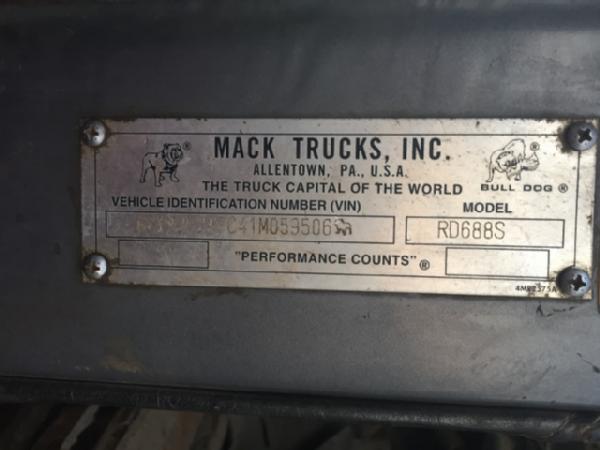 MACK TRUCKS, INC.
ALLENTOWN, PA., U.S.A.
THE TRUCK CAPITAL OF THE WORLD
BULL DOG ®
VEHICLE IDENTIFICATION NUMBER (VIN)
MODEL
RD688S
"PERFORMANCE COUNTS"®